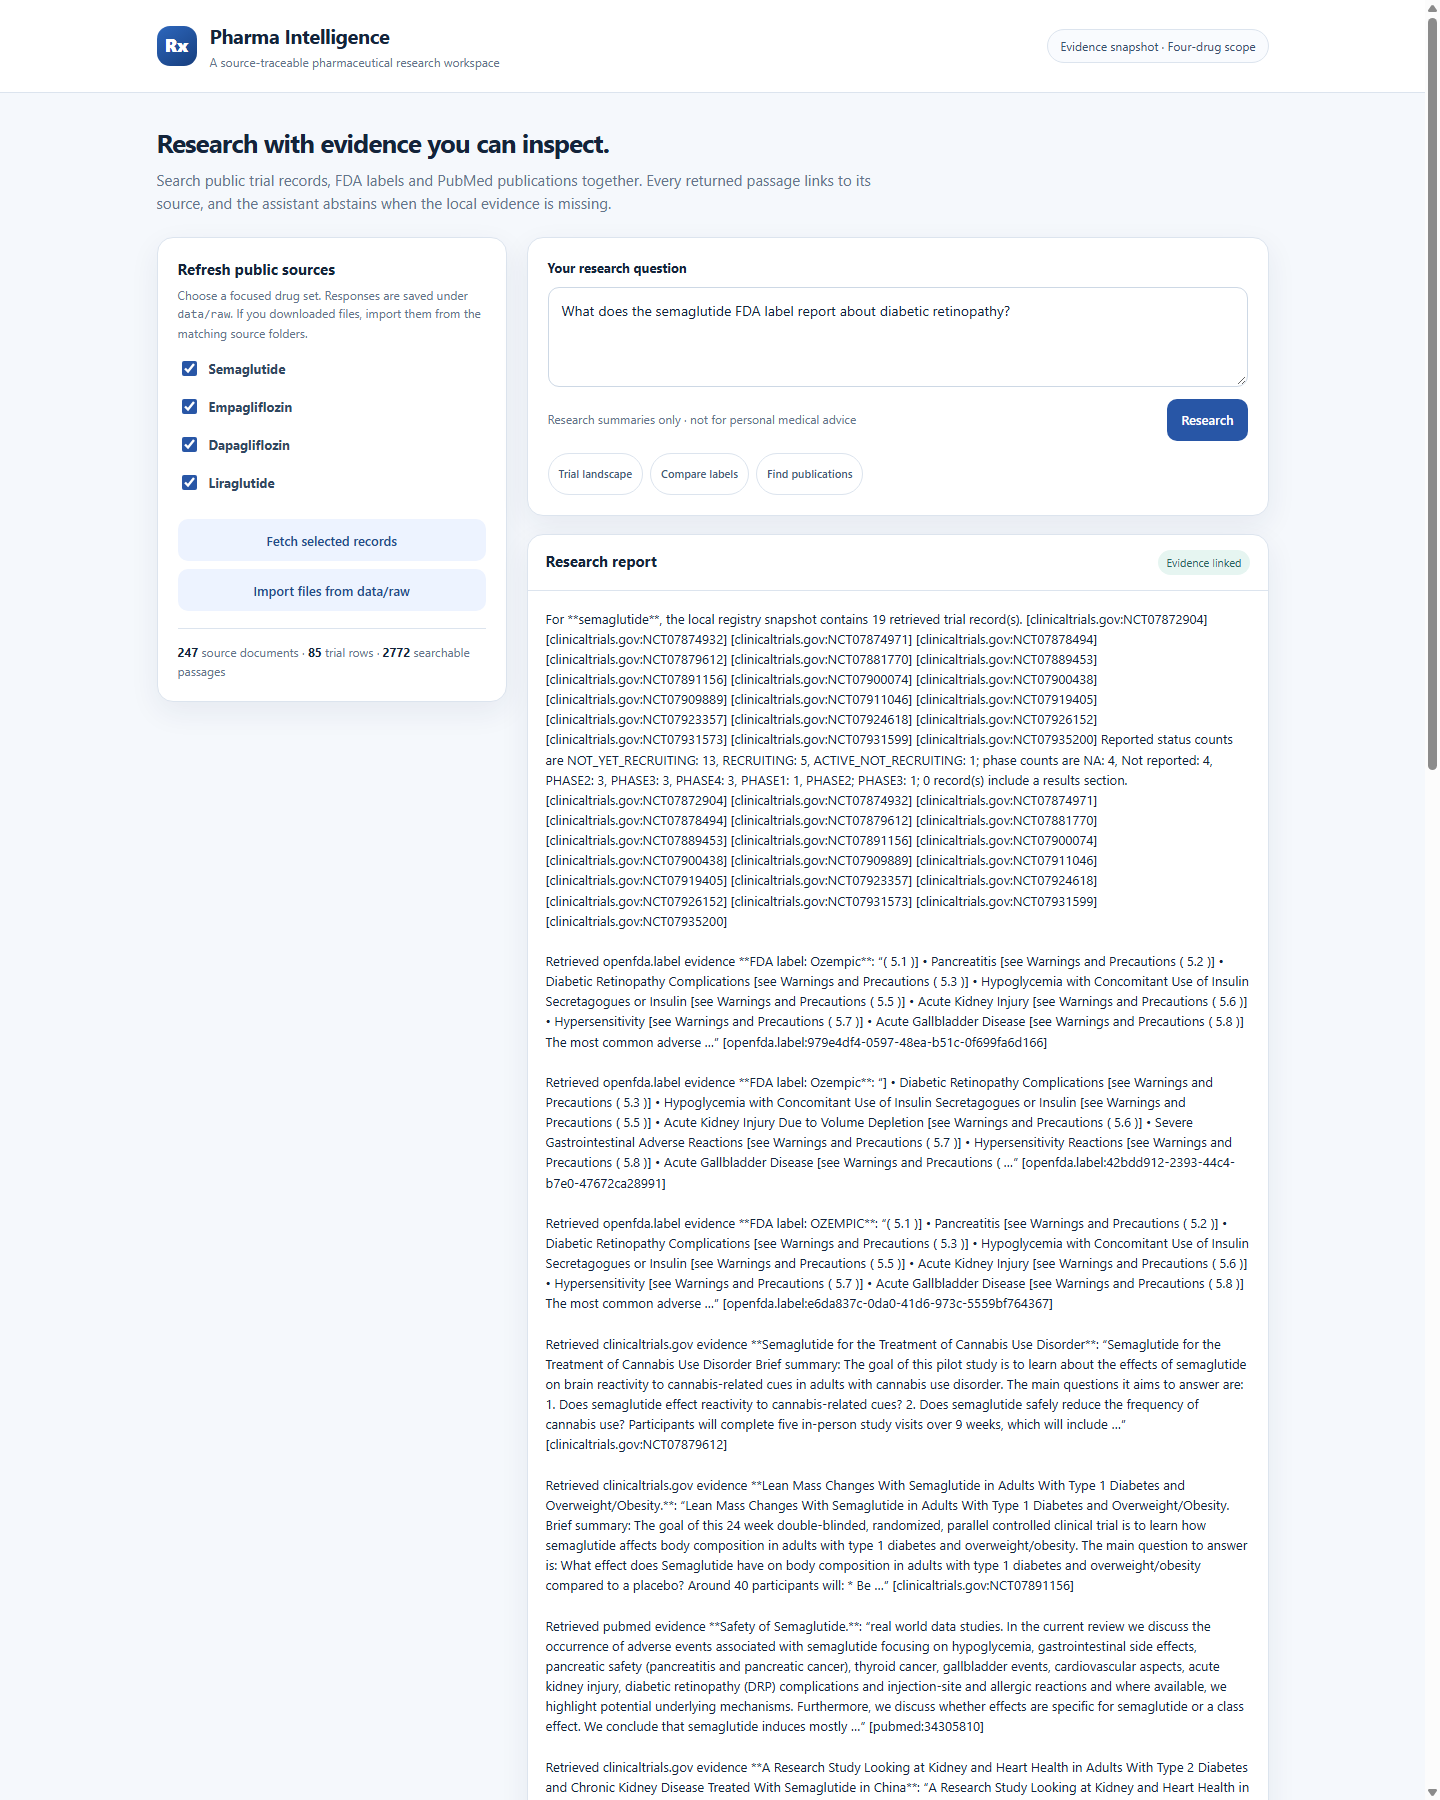 Rx
Pharma Intelligence
A source-traceable pharmaceutical research workspace
Evidence snapshot · Four-drug scope
Research with evidence you can inspect.
Search public trial records, FDA labels and PubMed publications together. Every returned passage links to its
source, and the assistant abstains when the local evidence is missing.
Refresh public sources
Choose a focused drug set. Responses are saved under
data/raw. If you downloaded files, import them from the
matching source folders.
Semaglutide
Empagliflozin
Dapagliflozin
Liraglutide
Fetch selected records
Import files from data/raw
247 source documents · 85 trial rows · 2772 searchable
passages
Your research question
What does the semaglutide FDA label report about diabetic retinopathy?
Research summaries only · not for personal medical advice
Research
Trial landscape
Compare labels
Find publications
Research report
Evidence linked
For **semaglutide**, the local registry snapshot contains 19 retrieved trial record(s). [clinicaltrials.gov:NCT07872904]
[clinicaltrials.gov:NCT07874932] [clinicaltrials.gov:NCT07874971] [clinicaltrials.gov:NCT07878494]
[clinicaltrials.gov:NCT07879612] [clinicaltrials.gov:NCT07881770] [clinicaltrials.gov:NCT07889453]
[clinicaltrials.gov:NCT07891156] [clinicaltrials.gov:NCT07900074] [clinicaltrials.gov:NCT07900438]
[clinicaltrials.gov:NCT07909889] [clinicaltrials.gov:NCT07911046] [clinicaltrials.gov:NCT07919405]
[clinicaltrials.gov:NCT07923357] [clinicaltrials.gov:NCT07924618] [clinicaltrials.gov:NCT07926152]
[clinicaltrials.gov:NCT07931573] [clinicaltrials.gov:NCT07931599] [clinicaltrials.gov:NCT07935200] Reported status counts
are NOT_YET_RECRUITING: 13, RECRUITING: 5, ACTIVE_NOT_RECRUITING: 1; phase counts are NA: 4, Not reported: 4,
PHASE2: 3, PHASE3: 3, PHASE4: 3, PHASE1: 1, PHASE2; PHASE3: 1; 0 record(s) include a results section.
[clinicaltrials.gov:NCT07872904] [clinicaltrials.gov:NCT07874932] [clinicaltrials.gov:NCT07874971]
[clinicaltrials.gov:NCT07878494] [clinicaltrials.gov:NCT07879612] [clinicaltrials.gov:NCT07881770]
[clinicaltrials.gov:NCT07889453] [clinicaltrials.gov:NCT07891156] [clinicaltrials.gov:NCT07900074]
[clinicaltrials.gov:NCT07900438] [clinicaltrials.gov:NCT07909889] [clinicaltrials.gov:NCT07911046]
[clinicaltrials.gov:NCT07919405] [clinicaltrials.gov:NCT07923357] [clinicaltrials.gov:NCT07924618]
[clinicaltrials.gov:NCT07926152] [clinicaltrials.gov:NCT07931573] [clinicaltrials.gov:NCT07931599]
[clinicaltrials.gov:NCT07935200]
Retrieved openfda.label evidence **FDA label: Ozempic**: “( 5.1 )] • Pancreatitis [see Warnings and Precautions ( 5.2 )] •
Diabetic Retinopathy Complications [see Warnings and Precautions ( 5.3 )] • Hypoglycemia with Concomitant Use of Insulin
Secretagogues or Insulin [see Warnings and Precautions ( 5.5 )] • Acute Kidney Injury [see Warnings and Precautions ( 5.6 )]
• Hypersensitivity [see Warnings and Precautions ( 5.7 )] • Acute Gallbladder Disease [see Warnings and Precautions ( 5.8 )]
The most common adverse ...” [openfda.label:979e4df4-0597-48ea-b51c-0f699fa6d166]
Retrieved openfda.label evidence **FDA label: Ozempic**: “] • Diabetic Retinopathy Complications [see Warnings and
Precautions ( 5.3 )] • Hypoglycemia with Concomitant Use of Insulin Secretagogues or Insulin [see Warnings and
Precautions ( 5.5 )] • Acute Kidney Injury Due to Volume Depletion [see Warnings and Precautions ( 5.6 )] • Severe
Gastrointestinal Adverse Reactions [see Warnings and Precautions ( 5.7 )] • Hypersensitivity Reactions [see Warnings and
Precautions ( 5.8 )] • Acute Gallbladder Disease [see Warnings and Precautions ( ...” [openfda.label:42bdd912-2393-44c4-
b7e0-47672ca28991]
Retrieved openfda.label evidence **FDA label: OZEMPIC**: “( 5.1 )] • Pancreatitis [see Warnings and Precautions ( 5.2 )] •
Diabetic Retinopathy Complications [see Warnings and Precautions ( 5.3 )] • Hypoglycemia with Concomitant Use of Insulin
Secretagogues or Insulin [see Warnings and Precautions ( 5.5 )] • Acute Kidney Injury [see Warnings and Precautions ( 5.6 )]
• Hypersensitivity [see Warnings and Precautions ( 5.7 )] • Acute Gallbladder Disease [see Warnings and Precautions ( 5.8 )]
The most common adverse ...” [openfda.label:e6da837c-0da0-41d6-973c-5559bf764367]
Retrieved clinicaltrials.gov evidence **Semaglutide for the Treatment of Cannabis Use Disorder**: “Semaglutide for the
Treatment of Cannabis Use Disorder Brief summary: The goal of this pilot study is to learn about the effects of semaglutide
on brain reactivity to cannabis-related cues in adults with cannabis use disorder. The main questions it aims to answer are:
1. Does semaglutide effect reactivity to cannabis-related cues? 2. Does semaglutide safely reduce the frequency of
cannabis use? Participants will complete five in-person study visits over 9 weeks, which will include ...”
[clinicaltrials.gov:NCT07879612]
Retrieved clinicaltrials.gov evidence **Lean Mass Changes With Semaglutide in Adults With Type 1 Diabetes and
Overweight/Obesity.**: “Lean Mass Changes With Semaglutide in Adults With Type 1 Diabetes and Overweight/Obesity.
Brief summary: The goal of this 24 week double-blinded, randomized, parallel controlled clinical trial is to learn how
semaglutide affects body composition in adults with type 1 diabetes and overweight/obesity. The main question to answer
is: What effect does Semaglutide have on body composition in adults with type 1 diabetes and overweight/obesity
compared to a placebo? Around 40 participants will: * Be ...” [clinicaltrials.gov:NCT07891156]
Retrieved pubmed evidence **Safety of Semaglutide.**: “real world data studies. In the current review we discuss the
occurrence of adverse events associated with semaglutide focusing on hypoglycemia, gastrointestinal side effects,
pancreatic safety (pancreatitis and pancreatic cancer), thyroid cancer, gallbladder events, cardiovascular aspects, acute
kidney injury, diabetic retinopathy (DRP) complications and injection-site and allergic reactions and where available, we
highlight potential underlying mechanisms. Furthermore, we discuss whether effects are specific for semaglutide or a class
effect. We conclude that semaglutide induces mostly ...” [pubmed:34305810]
Retrieved clinicaltrials.gov evidence **A Research Study Looking at Kidney and Heart Health in Adults With Type 2 Diabetes
and Chronic Kidney Disease Treated With Semaglutide in China**: “A Research Study Looking at Kidney and Heart Health in